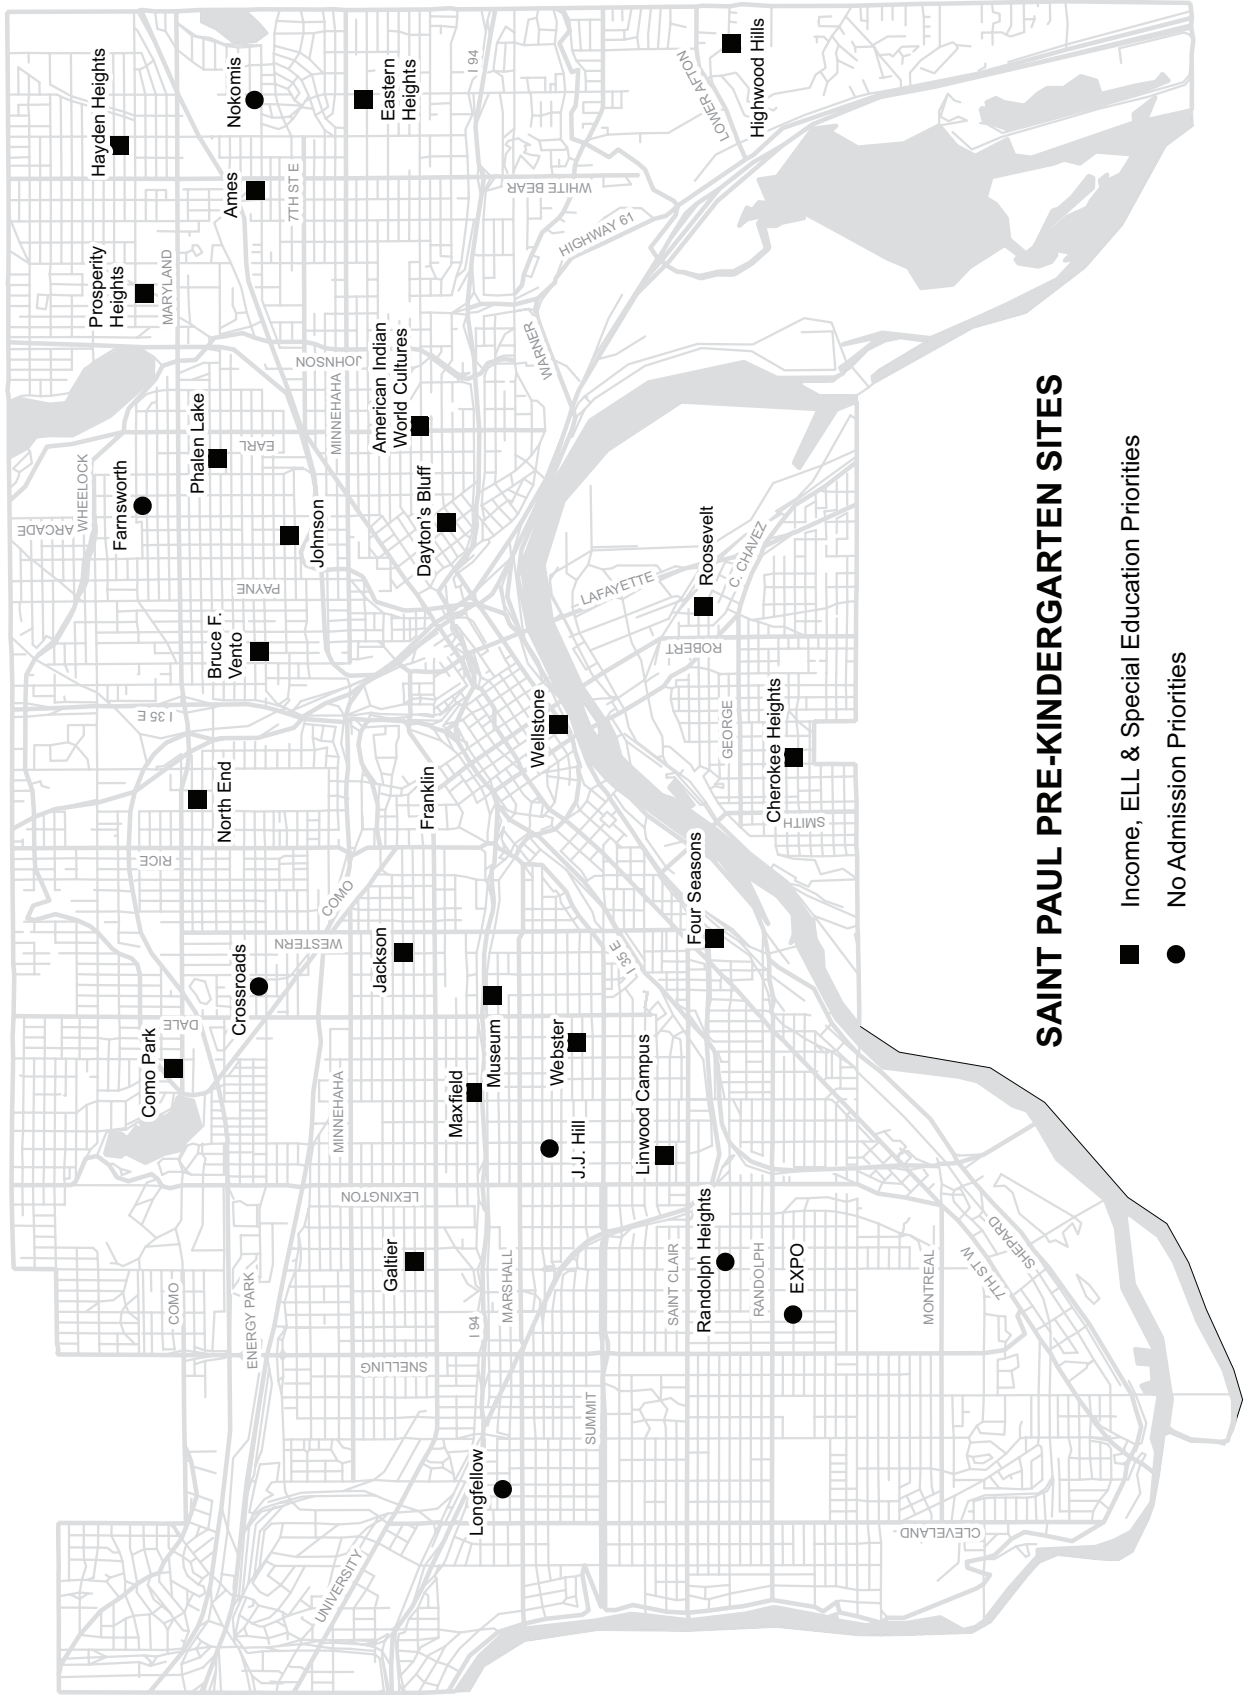 Hayden Heights
Nokomis
Eastern
Heights
I 94
LOWER AFTON
Highwood Hills
Ames
7TH ST E
WHITE BEAR
HIGHWAY 61
Prosperity
Heights
MARYLAND
JOHNSON
MINNEHAHA
American Indian
World Cultures
WARNER
Phalen Lake
EARL
WHEELOCK
ARCADE
Farnsworth
Johnson
Dayton's Bluff
PAYNE
LAFAYETTE
Roosevelt
C. CHAVEZ
Bruce F.
Vento
ROBERT
I 35 E
Wellstone
GEORGE
Cherokee Heights
SMITH
North End
Franklin
RICE
COMO
Four Seasons
WESTERN
Jackson
I 35 E
Crossroads
DALE
Como Park
Museum
Webster
Linwood Campus
MINNEHAHA
Maxfield
J.J. Hill
LEXINGTON
Randolph Heights
SHEPARD
Galtier
MARSHALL
SAINT CLAIR
RANDOLPH
EXPO
MONTREAL
7TH ST W
COMO
ENERGY PARK
I 94
SNELLING
SUMMIT
Longfellow
CLEVELAND
UNIVERSITY
SAINT PAUL PRE-KINDERGARTEN SITES
Income, ELL & Special Education Priorities
No Admission Priorities